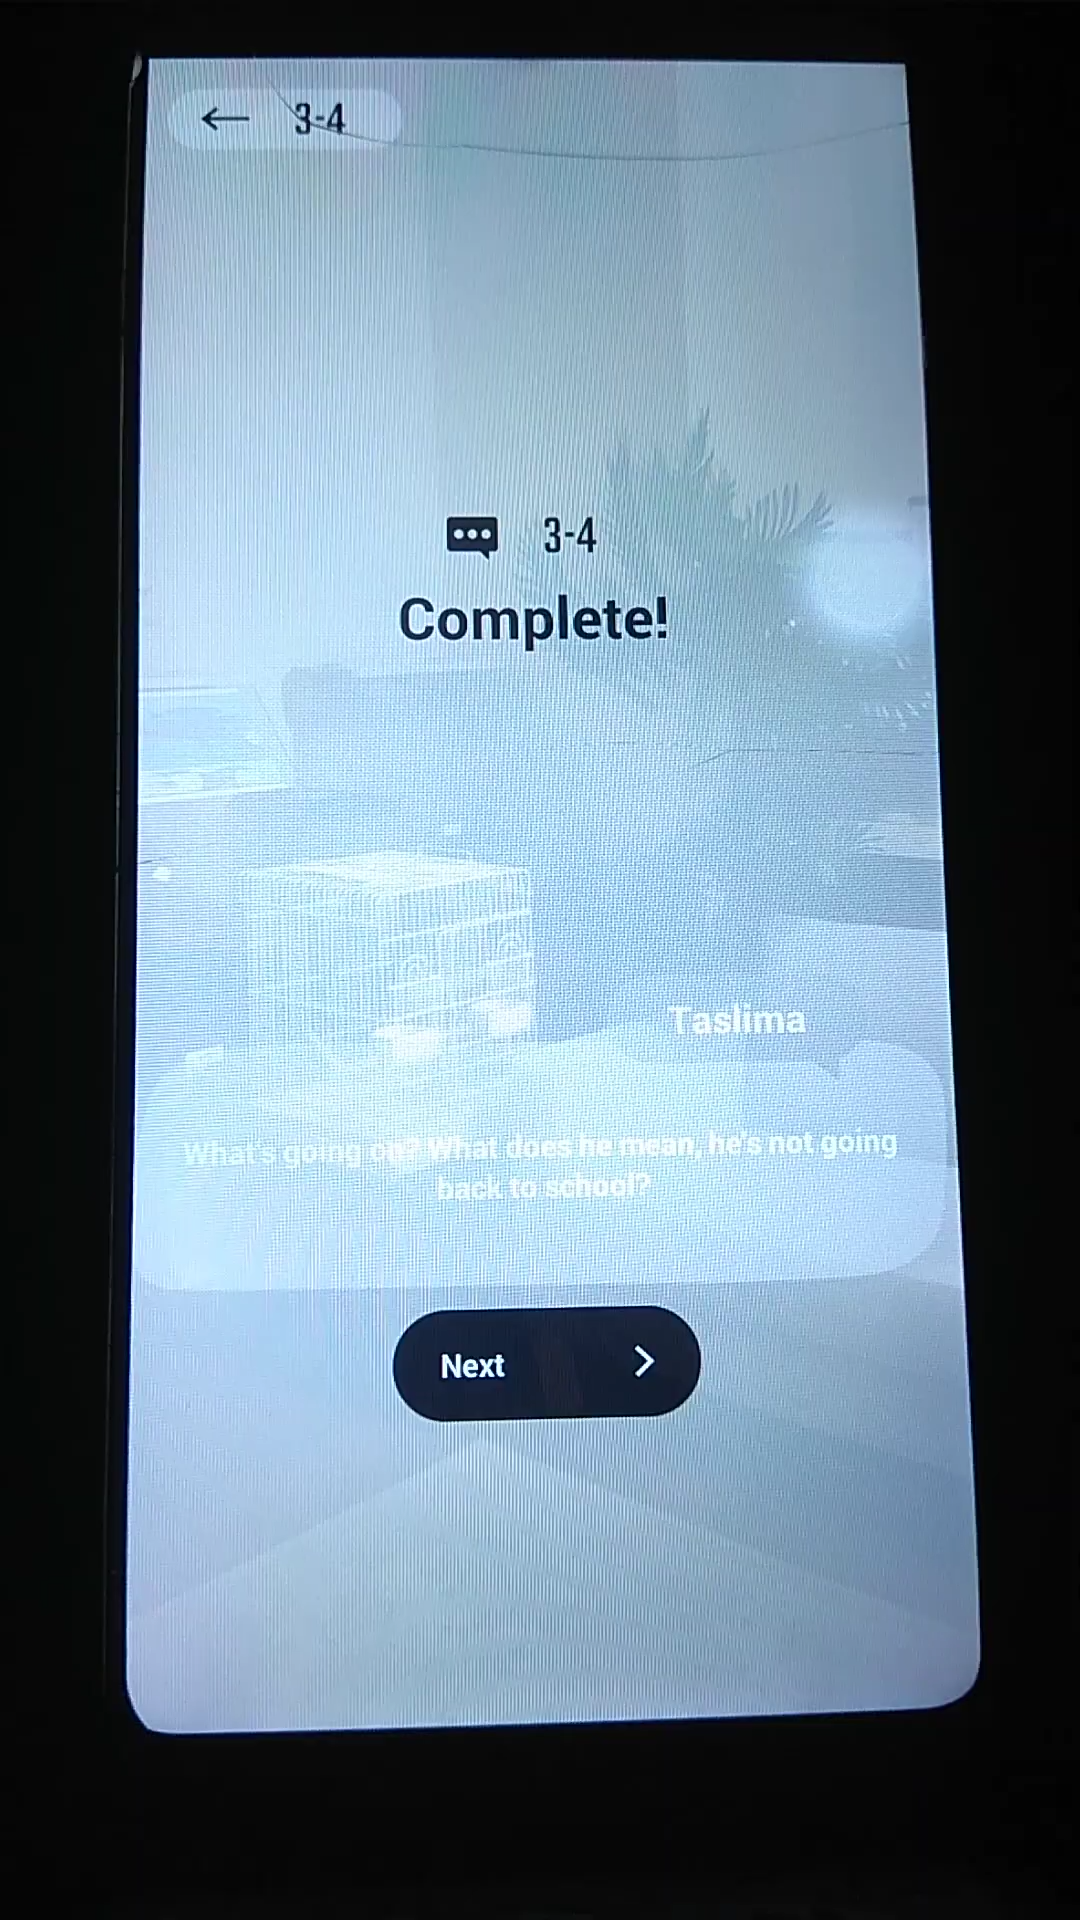 3-4
3-4
Complete!
Taslima
What's going on? What does he mean, he's not going
back to school?
Next